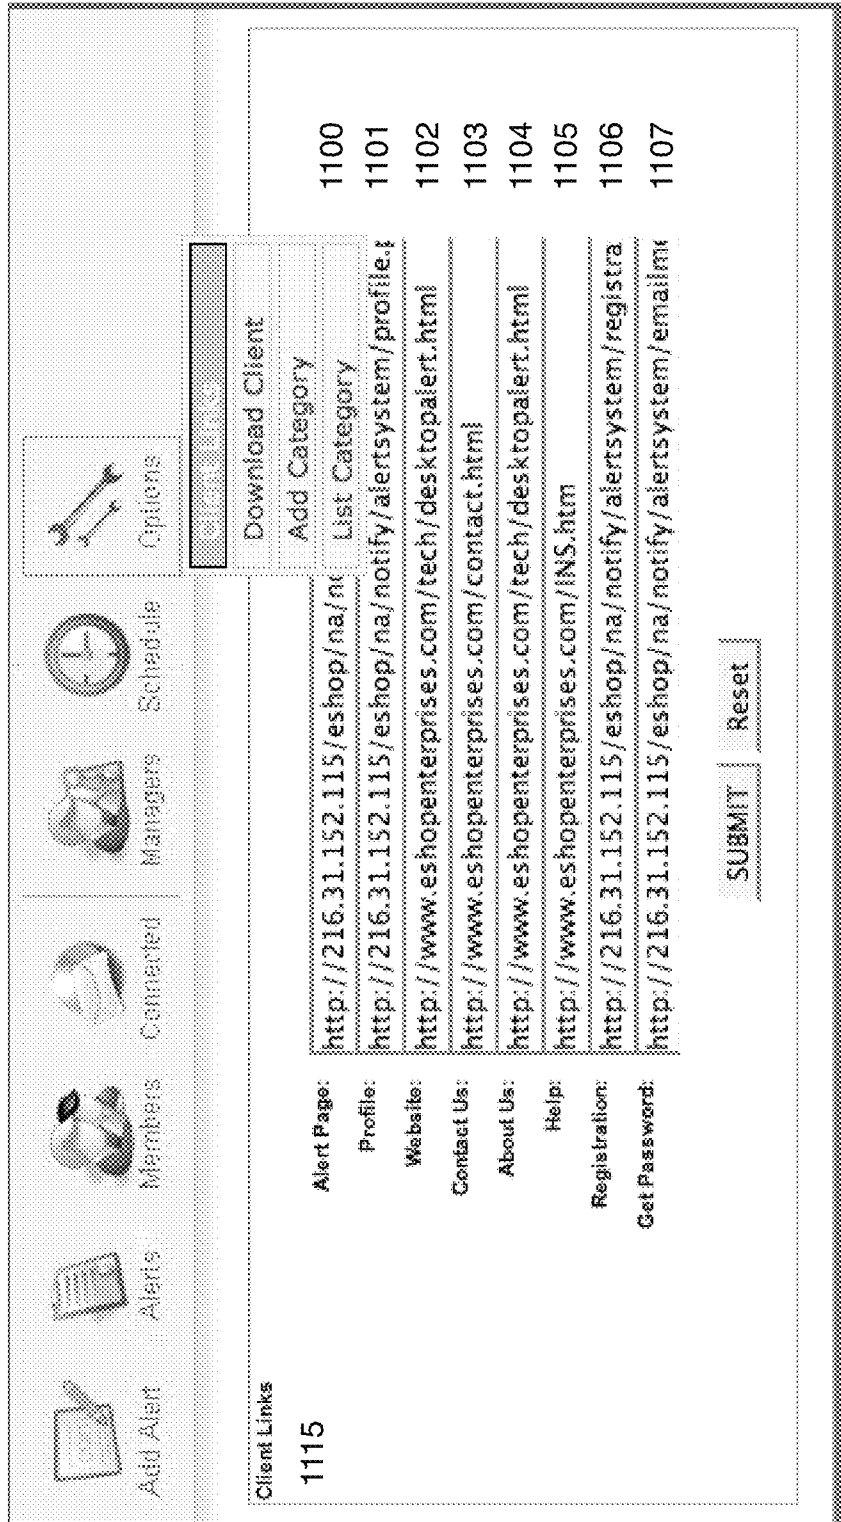 Add Alert
Alerts
Members
Connected
Managers
Schedule
Options
Download Client
Add Category
List Category
Client Links
1115
Alert Page: http://216.31.152.115/eshop/na/no 1100
Profile: http://216.31.152.115/eshop/na/notify/alertsystem/profile.p 1101
Website: http://www.eshopenterprises.com/tech/desktopalert.html 1102
Contact Us: http://www.eshopenterprises.com/contact.html 1103
About Us: http://www.eshopenterprises.com/tech/desktopalert.html 1104
Help: http://www.eshopenterprises.com/INS.htm 1105
Registration: http://216.31.152.115/eshop/na/notify/alertsystem/registra 1106
Get Password: http://216.31.152.115/eshop/na/notify/alertsystem/emailme 1107
SUBMIT Reset